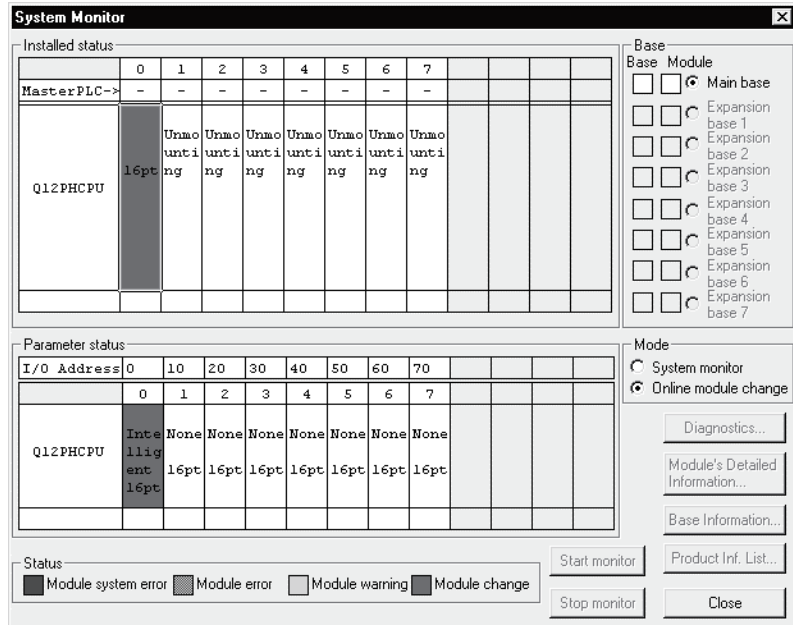 System Monitor
Installed status
0 1 2 3 4 5 6 7
MasterPLC-> - - - - - - - -
Q12PHCPU
16pt
Unmo Unmo Unmo Unmo Unmo Unmo Unmo
unti unti unti unti unti unti unti
ng ng ng ng ng ng ng
Base
Base Module
Main base
Expansion
base 1
Expansion
base 2
Expansion
base 3
Expansion
base 4
Expansion
base 5
Expansion
base 6
Expansion
base 7
Parameter status
I/O Address 0 10 20 30 40 50 60 70
0 1 2 3 4 5 6 7
Q12PHCPU
Inte
llig
ent
16pt
None None None None None None None
16pt 16pt 16pt 16pt 16pt 16pt 16pt
Mode
System monitor
Online module change
Diagnostics...
Module's Detailed
Information...
Base Information...
Product Inf. List...
Status
Module system error Module error Module warning Module change
Start monitor
Stop monitor
Close